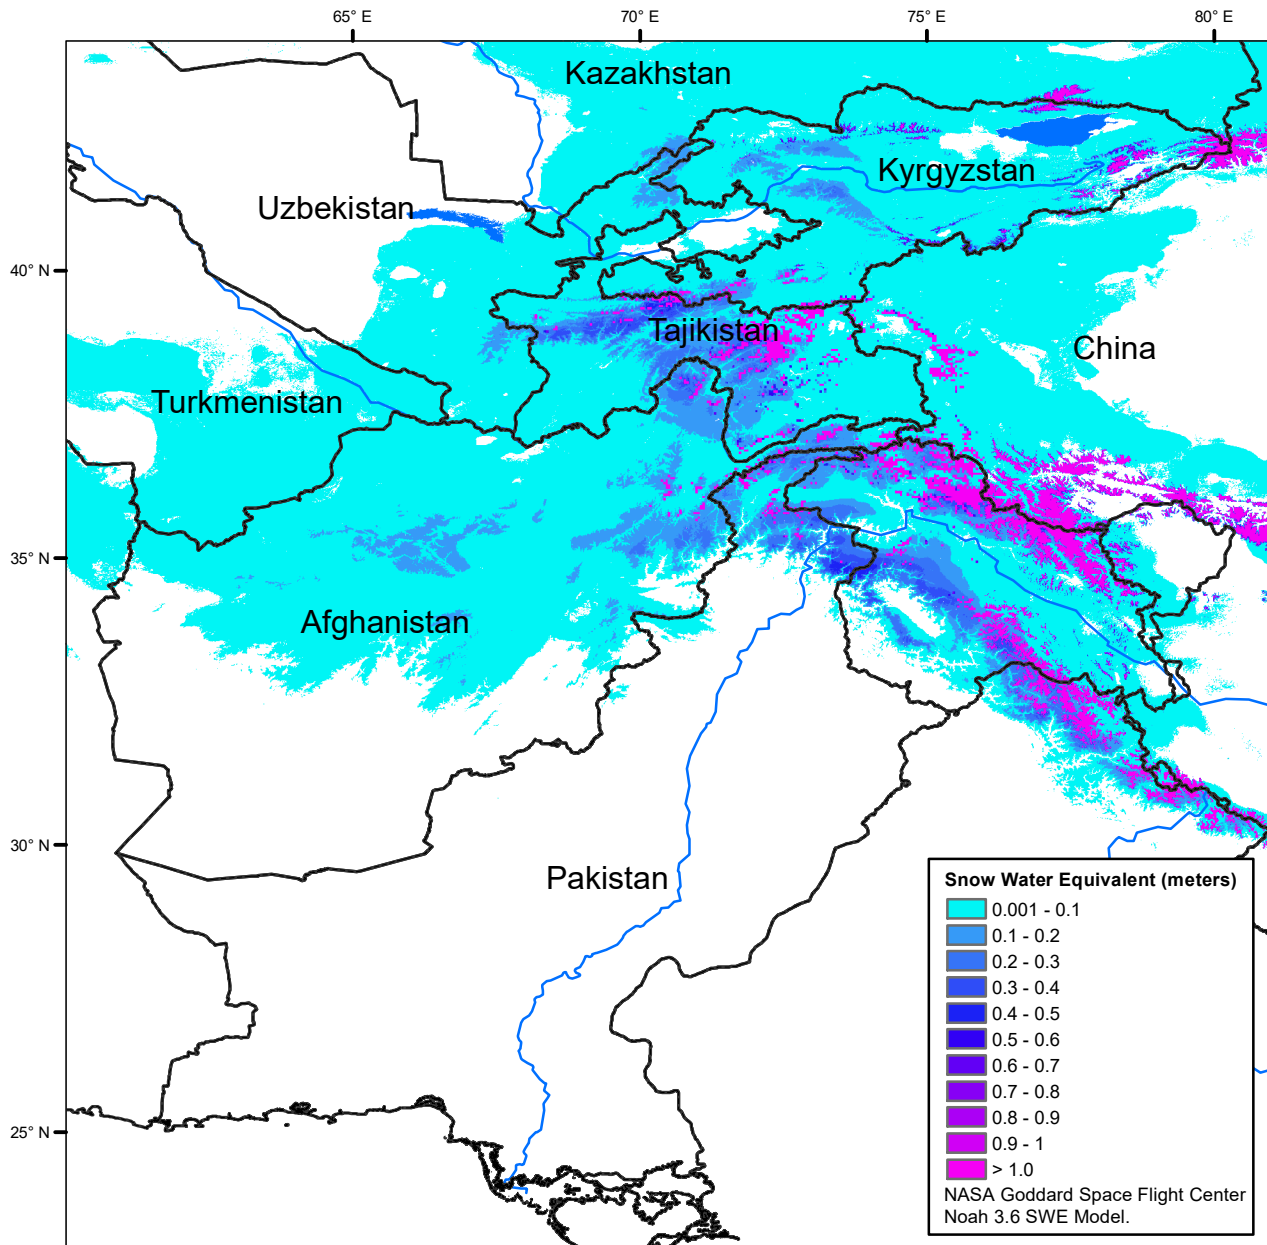 65° E
70° E
75° E
80° E
Kazakhstan
Kyrgyzstan
Uzbekistan
40° N
Tajikistan
China
Turkmenistan
35° N
Afghanistan
30° N
Pakistan
25° N
Snow Water Equivalent (meters)
0.001 - 0.1
0.1 - 0.2
0.2 - 0.3
0.3 - 0.4
0.4 - 0.5
0.5 - 0.6
0.6 - 0.7
0.7 - 0.8
0.8 - 0.9
0.9 - 1
> 1.0
NASA Goddard Space Flight Center
Noah 3.6 SWE Model.